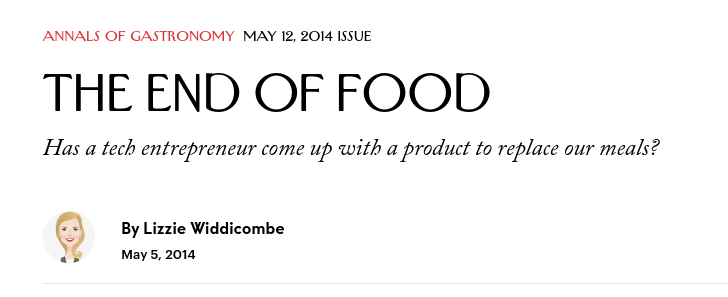 ANNALS OF GASTRONOMY MAY 12, 2014 ISSUE
THE END OF FOOD
Has a tech entrepreneur come up with a product to replace our meals?
By Lizzie Widdicombe
May 5, 2014